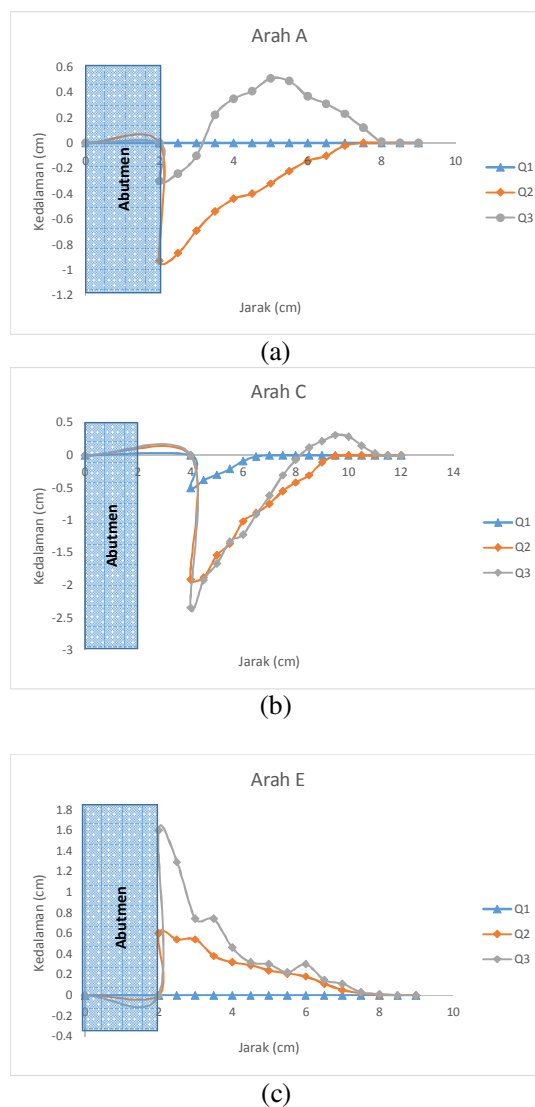 Arah A
0.6
0.4
0.2
0
-0.2
-0.4
-0.6
-0.8
-1
-1.2
0 2 4 6 8 10
Kedalaman (cm)
Abutmen
Jarak (cm)
Q1
Q2
Q3
(a)
Arah C
0.5
0
-0.5
-1
-1.5
-2
-2.5
-3
0 2 4 6 8 10 12 14
Kedalaman (cm)
Abutmen
Jarak (cm)
Q1
Q2
Q3
(b)
Arah E
1.8
1.6
1.4
1.2
1
0.8
0.6
0.4
0.2
0
-0.2
-0.4
0 2 4 6 8 10
Kedalaman (cm)
Abutmen
Jarak (cm)
Q1
Q2
Q3
(c)